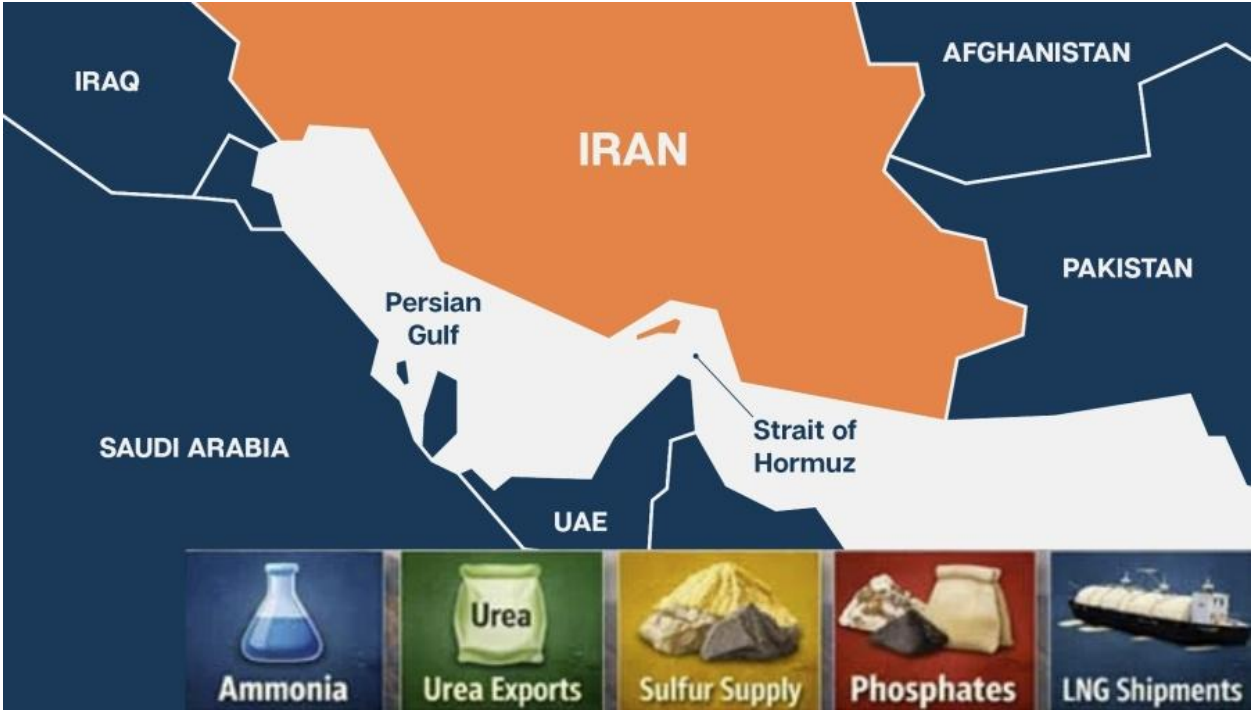 IRAQ
AFGHANISTAN
IRAN
PAKISTAN
Persian
Gulf
Strait of
Hormuz
SAUDI ARABIA
UAE
Urea
Ammonia
Urea Exports
Sulfur Supply
Phosphates
LNG Shipments